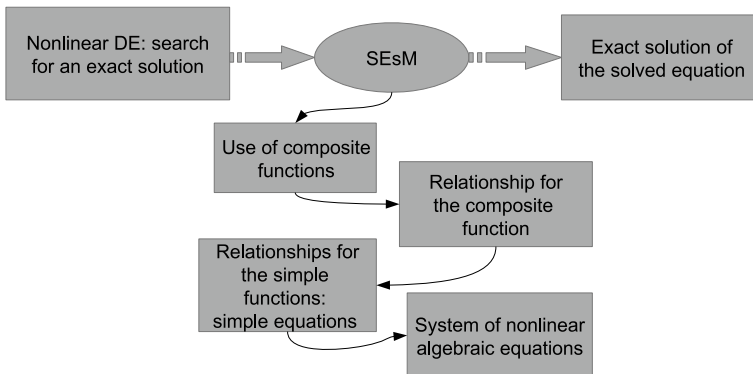 Nonlinear DE: search
for an exact solution
SEsM
Exact solution of
the solved equation
Use of composite
functions
Relationship for
the composite
function
Relationships for
the simple
functions:
simple equations
System of nonlinear
algebraic equations